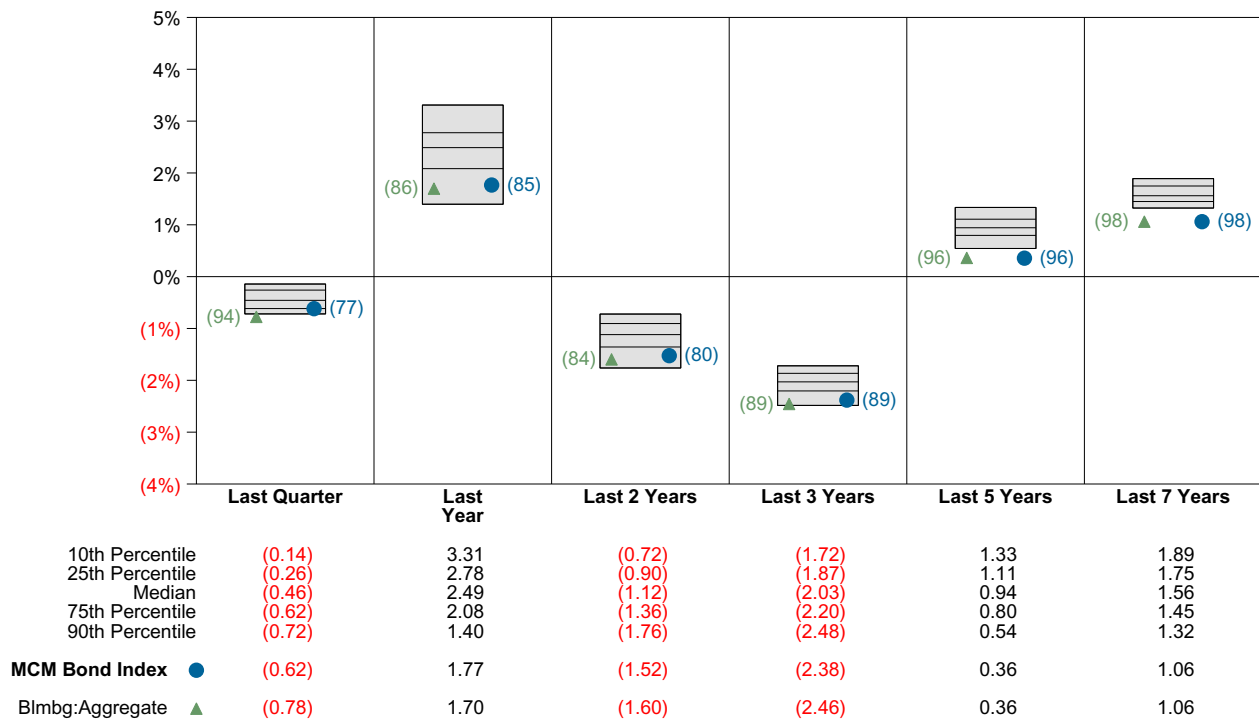 5%
4%
3%
2%
1%
0%
(1%)
(2%)
(3%)
(4%)
(94) (77)
(86) (85)
(84) (80)
(89) (89)
(96) (96)
(98) (98)
Last Quarter Last Year Last 2 Years Last 3 Years Last 5 Years Last 7 Years
10th Percentile (0.14) 3.31 (0.72) (1.72) 1.33 1.89
25th Percentile (0.26) 2.78 (0.90) (1.87) 1.11 1.75
Median (0.46) 2.49 (1.12) (2.03) 0.94 1.56
75th Percentile (0.62) 2.08 (1.36) (2.20) 0.80 1.45
90th Percentile (0.72) 1.40 (1.76) (2.48) 0.54 1.32
MCM Bond Index (0.62) 1.77 (1.52) (2.38) 0.36 1.06
Blmbg:Aggregate (0.78) 1.70 (1.60) (2.46) 0.36 1.06